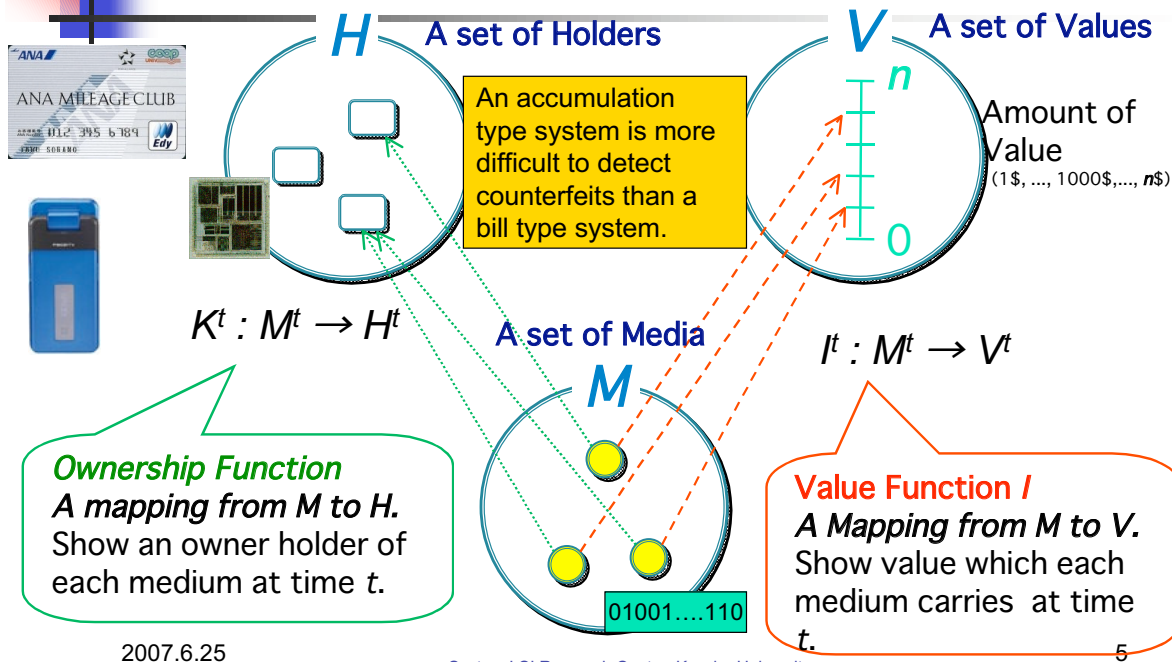 H
A set of Holders
V
A set of Values
ANA
coop
ANA MILEAGE CLUB
Edy
An accumulation
type system is more
difficult to detect
counterfeits than a
bill type system.
n
0
Amount of
Value
(1$, ..., 1000$,..., n$)
Kᵗ : Mᵗ → Hᵗ
A set of Media
M
Iᵗ : Mᵗ → Vᵗ
Ownership Function
A mapping from M to H.
Show an owner holder of
each medium at time t.
Value Function I
A Mapping from M to V.
Show value which each
medium carries at time
t.
01001....110
2007.6.25
5